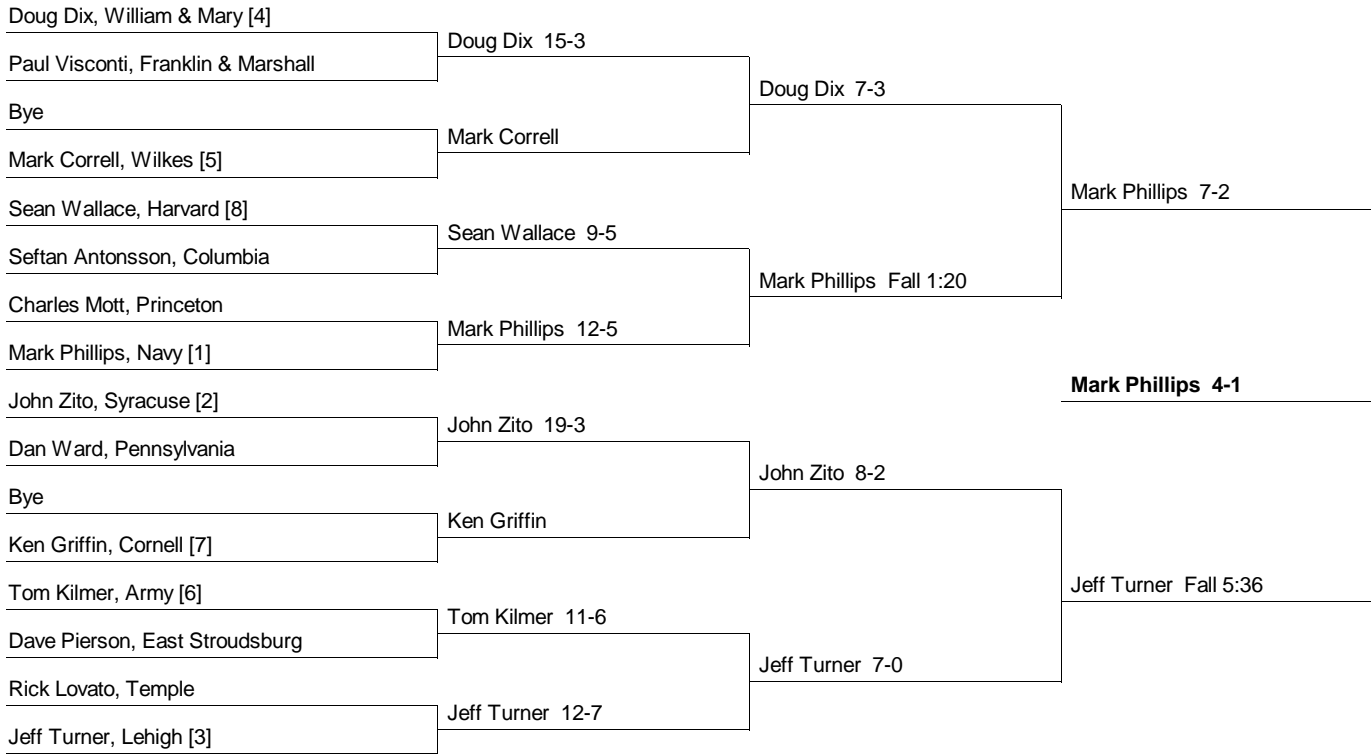 Doug Dix, William & Mary [4]
Doug Dix 15-3
Paul Visconti, Franklin & Marshall
Doug Dix 7-3
Bye
Mark Correll
Mark Correll, Wilkes [5]
Mark Phillips 7-2
Sean Wallace, Harvard [8]
Sean Wallace 9-5
Seftan Antonsson, Columbia
Mark Phillips Fall 1:20
Charles Mott, Princeton
Mark Phillips 12-5
Mark Phillips, Navy [1]
Mark Phillips 4-1
John Zito, Syracuse [2]
John Zito 19-3
Dan Ward, Pennsylvania
John Zito 8-2
Bye
Ken Griffin
Ken Griffin, Cornell [7]
Jeff Turner Fall 5:36
Tom Kilmer, Army [6]
Tom Kilmer 11-6
Dave Pierson, East Stroudsburg
Jeff Turner 7-0
Rick Lovato, Temple
Jeff Turner 12-7
Jeff Turner, Lehigh [3]